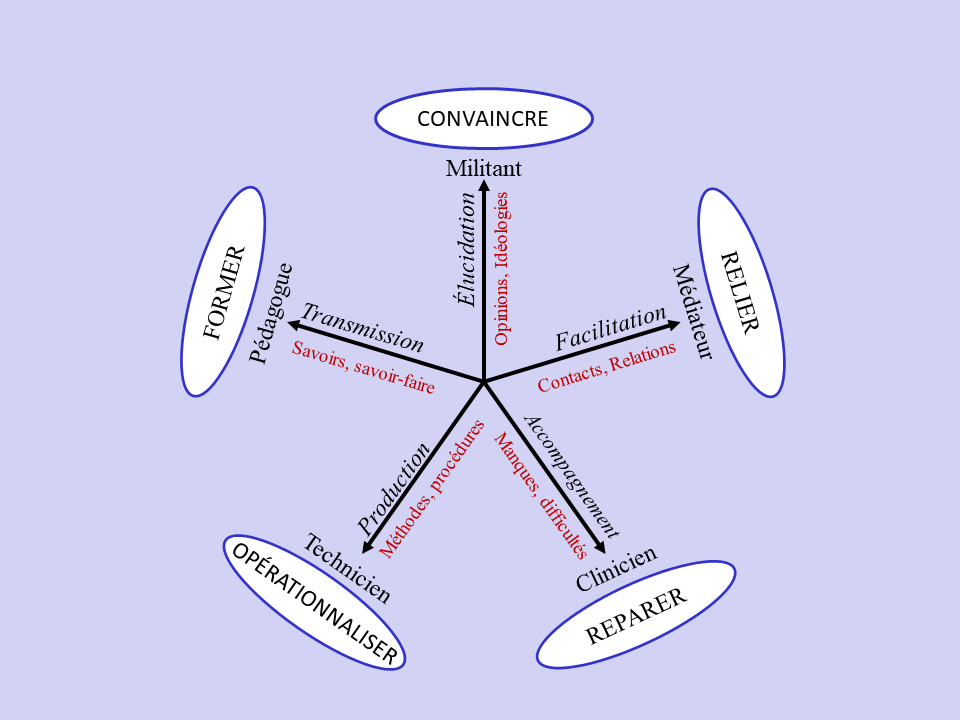 CONVAINCRE
Militant
Élucidation
Opinions, Idéologies
FORMER
Pédagogue
Transmission
Savoirs, savoir-faire
RELIER
Médiateur
Facilitation
Contacts, Relations
Production
Méthodes, procédures
Technicien
OPÉRATIONNALISER
Accompagnement
Manques, difficultés
Clinicien
REPARER